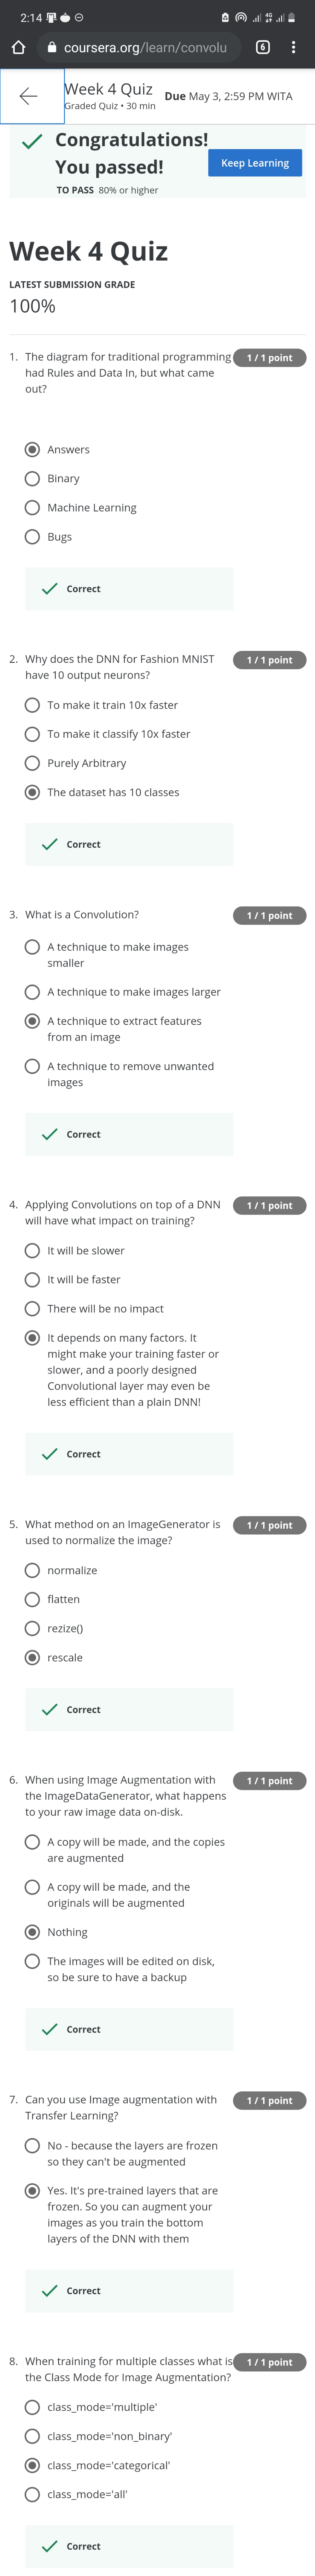 2:14
coursera.org/learn/convolu
6
Week 4 Quiz
Graded Quiz • 30 min
Due May 3, 2:59 PM WITA
Congratulations!
You passed!
Keep Learning
TO PASS 80% or higher
Week 4 Quiz
LATEST SUBMISSION GRADE
100%
1. The diagram for traditional programming
had Rules and Data In, but what came
out?
1 / 1 point
Answers
Binary
Machine Learning
Bugs
Correct
2. Why does the DNN for Fashion MNIST
have 10 output neurons?
1 / 1 point
To make it train 10x faster
To make it classify 10x faster
Purely Arbitrary
The dataset has 10 classes
Correct
3. What is a Convolution?
1 / 1 point
A technique to make images
smaller
A technique to make images larger
A technique to extract features
from an image
A technique to remove unwanted
images
Correct
4. Applying Convolutions on top of a DNN
will have what impact on training?
1 / 1 point
It will be slower
It will be faster
There will be no impact
It depends on many factors. It
might make your training faster or
slower, and a poorly designed
Convolutional layer may even be
less efficient than a plain DNN!
Correct
5. What method on an ImageGenerator is
used to normalize the image?
1 / 1 point
normalize
flatten
rezize()
rescale
Correct
6. When using Image Augmentation with
the ImageDataGenerator, what happens
to your raw image data on-disk.
1 / 1 point
A copy will be made, and the copies
are augmented
A copy will be made, and the
originals will be augmented
Nothing
The images will be edited on disk,
so be sure to have a backup
Correct
7. Can you use Image augmentation with
Transfer Learning?
1 / 1 point
No - because the layers are frozen
so they can't be augmented
Yes. It's pre-trained layers that are
frozen. So you can augment your
images as you train the bottom
layers of the DNN with them
Correct
8. When training for multiple classes what is
the Class Mode for Image Augmentation?
1 / 1 point
class_mode='multiple'
class_mode='non_binary'
class_mode='categorical'
class_mode='all'
Correct